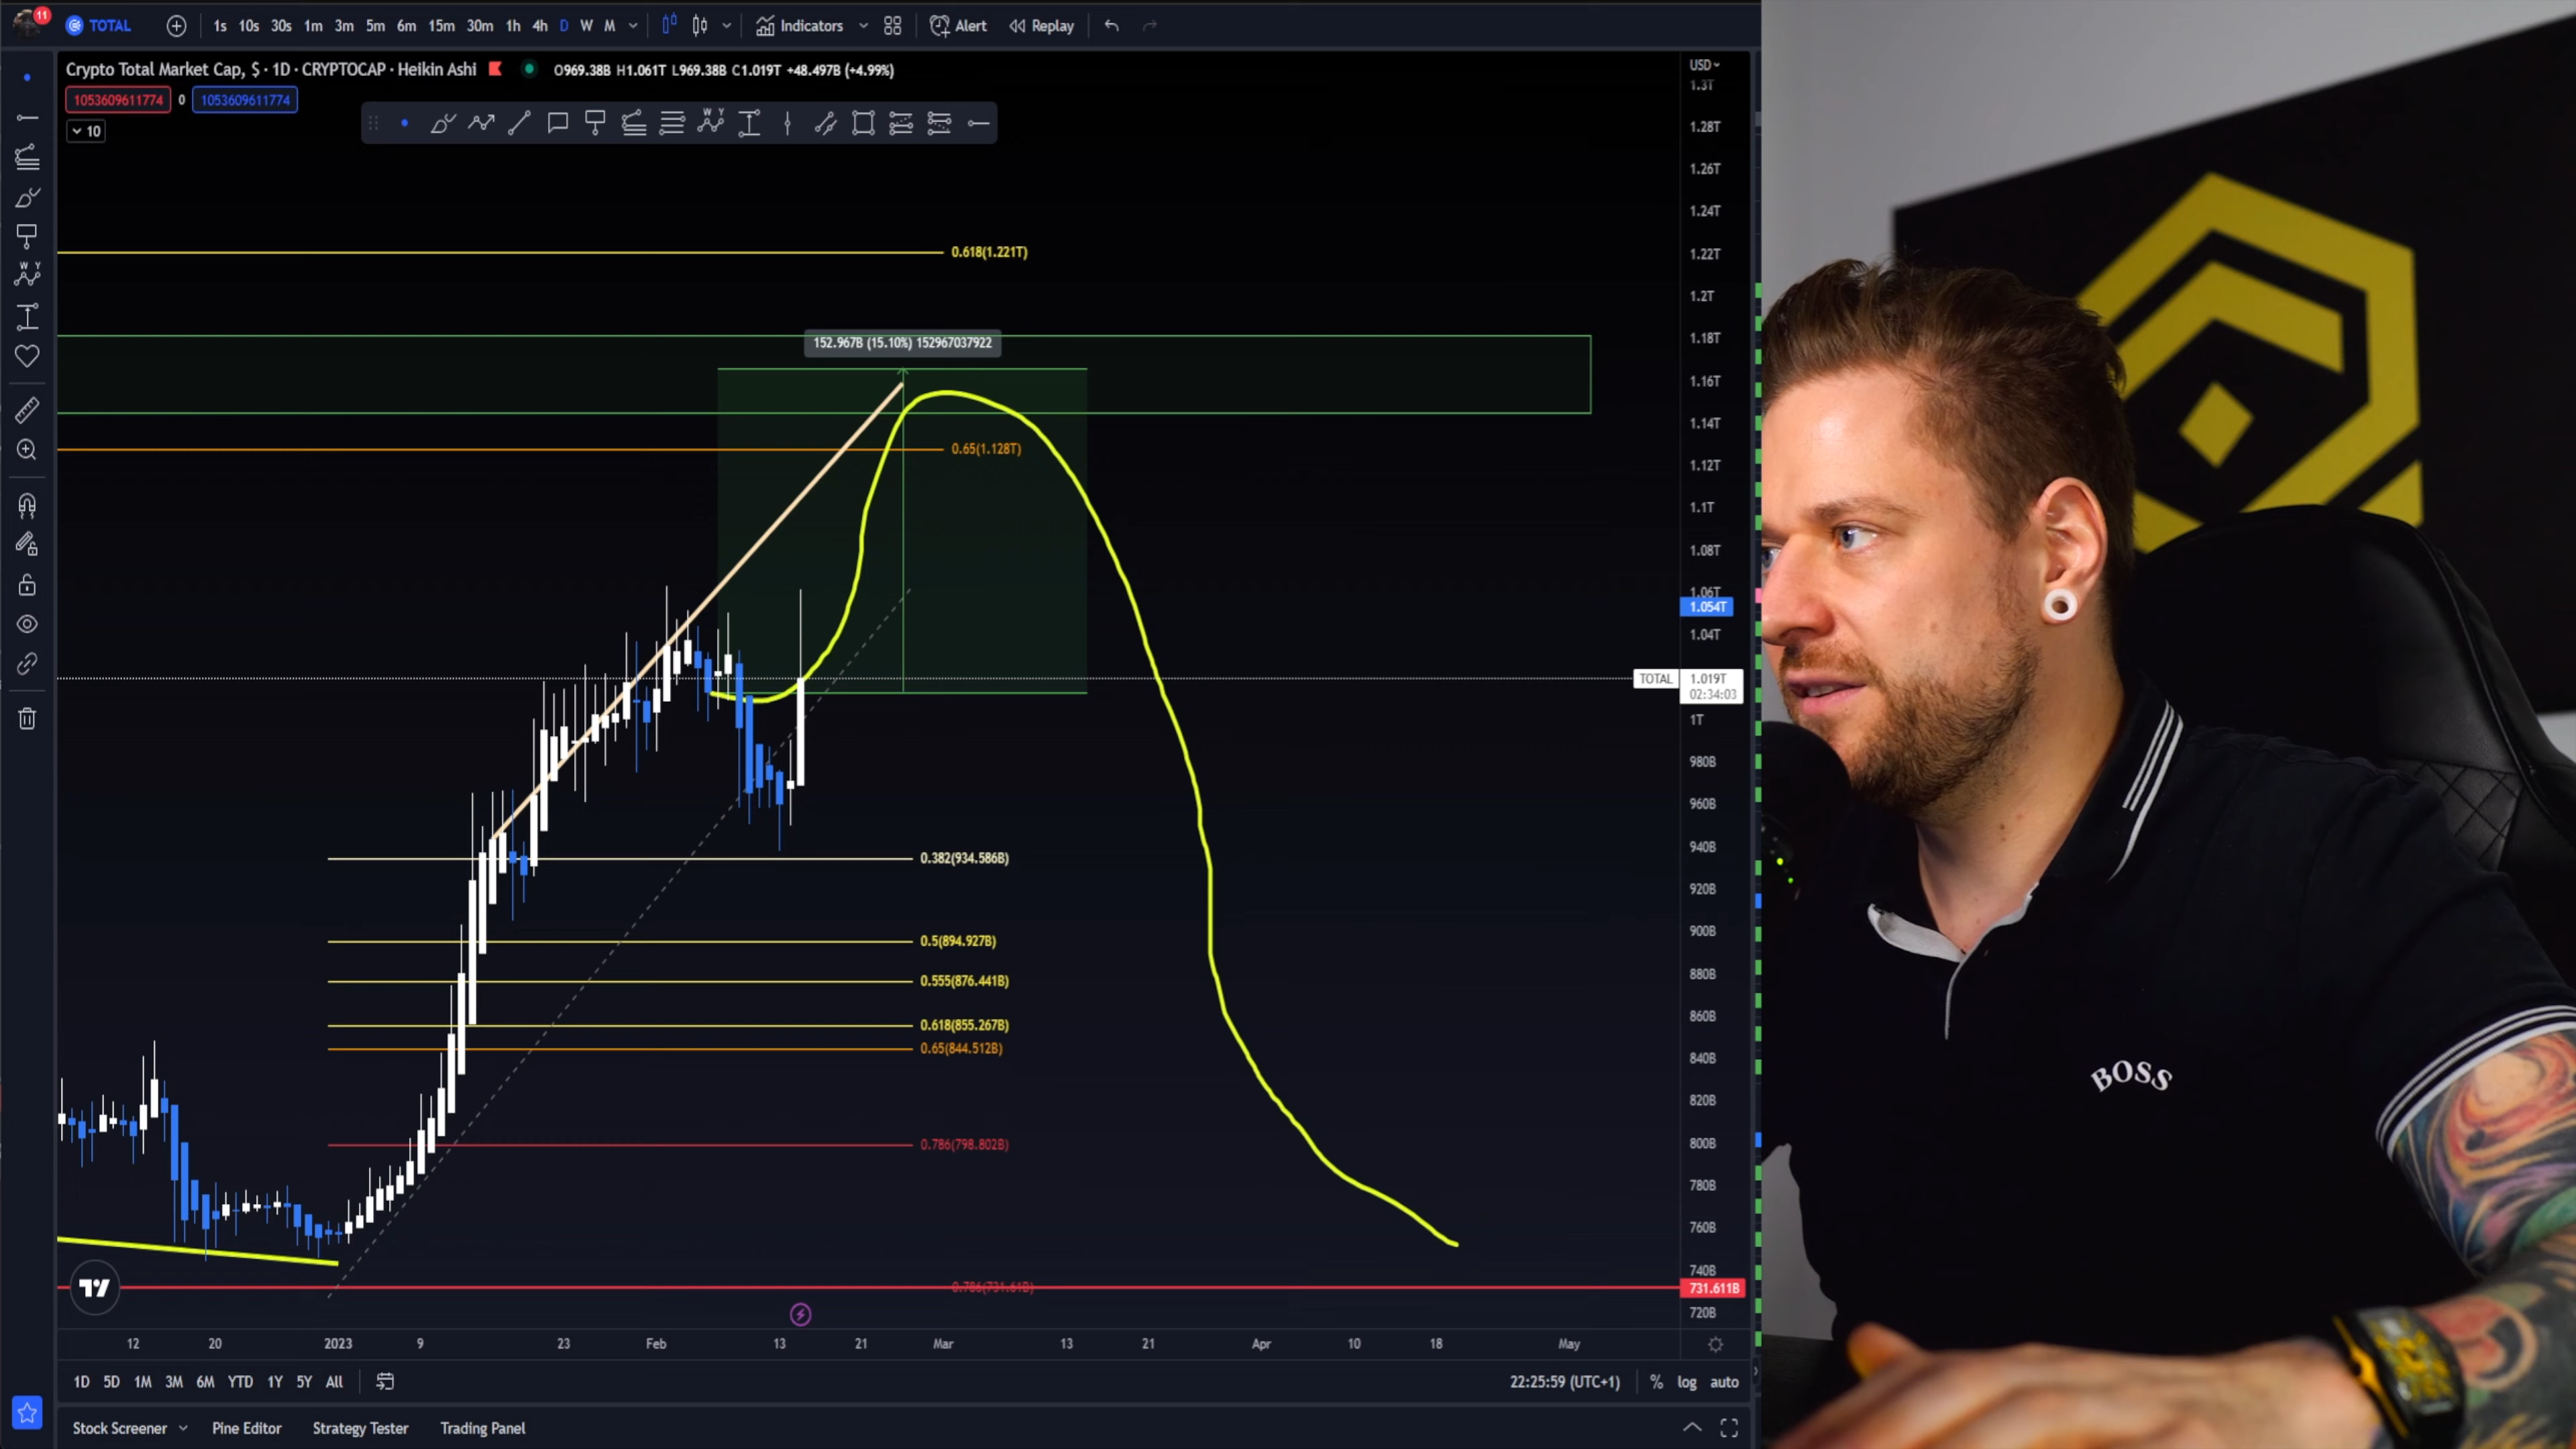 11
TOTAL
1s 10s 30s 1m 3m 5m 6m 15m 30m 1h 4h D W M
Indicators
Alert
Replay
Crypto Total Market Cap, $ · 1D · CRYPTOCAP · Heikin Ashi
O969.38B H1.061T L969.38B C1.019T +48.497B (+4.99%)
1053609611774 0 1053609611774
10
W Y
W Y
USD
1.3T
1.28T
1.26T
1.24T
1.22T
1.2T
1.18T
1.16T
1.14T
1.12T
1.1T
1.08T
1.06T
1.054T
1.04T
TOTAL 1.019T
02:34:03
1T
980B
960B
940B
920B
900B
880B
860B
840B
820B
800B
780B
760B
740B
731.611B
720B
0.618(1.221T)
152.967B (15.10%) 152967037922
0.65(1.128T)
0.382(934.586B)
0.5(894.927B)
0.555(876.441B)
0.618(855.267B)
0.65(844.512B)
0.786(798.802B)
0.786(731.61B)
12 20 2023 9 23 Feb 13 21 Mar 13 21 Apr 10 18 May
1D 5D 1M 3M 6M YTD 1Y 5Y All
22:25:59 (UTC+1) % log auto
Stock Screener Pine Editor Strategy Tester Trading Panel
BOSS